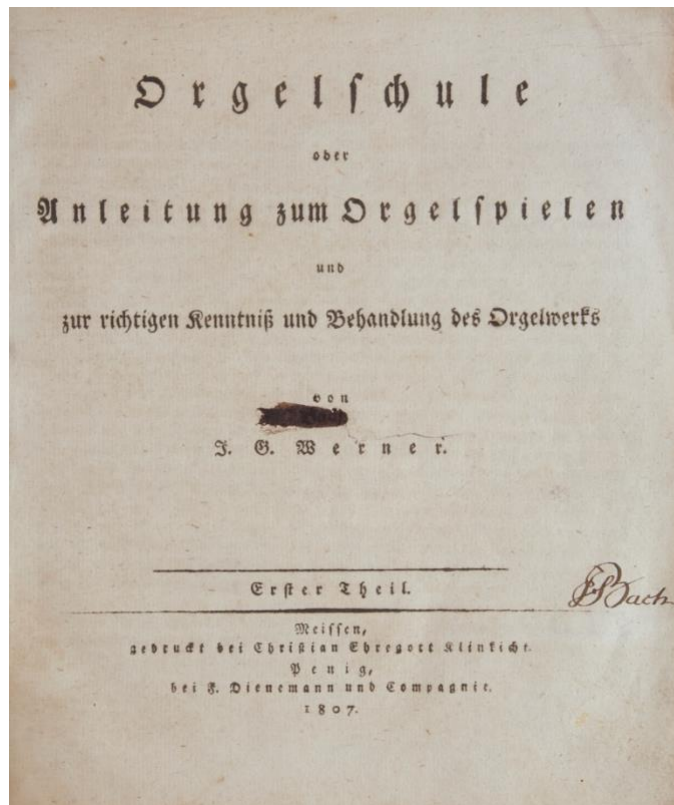 Orgelschule
oder
Anleitung zum Orgelspielen
und
zur richtigen Kenntniß und Behandlung des Orgelwerks
von
J. G. Werner.
Erster Theil.
Bach
Meissen,
gedruckt bei Christian Ehregott Klinkicht.
Penig,
bei F. Dienemann und Compagnie.
1807.